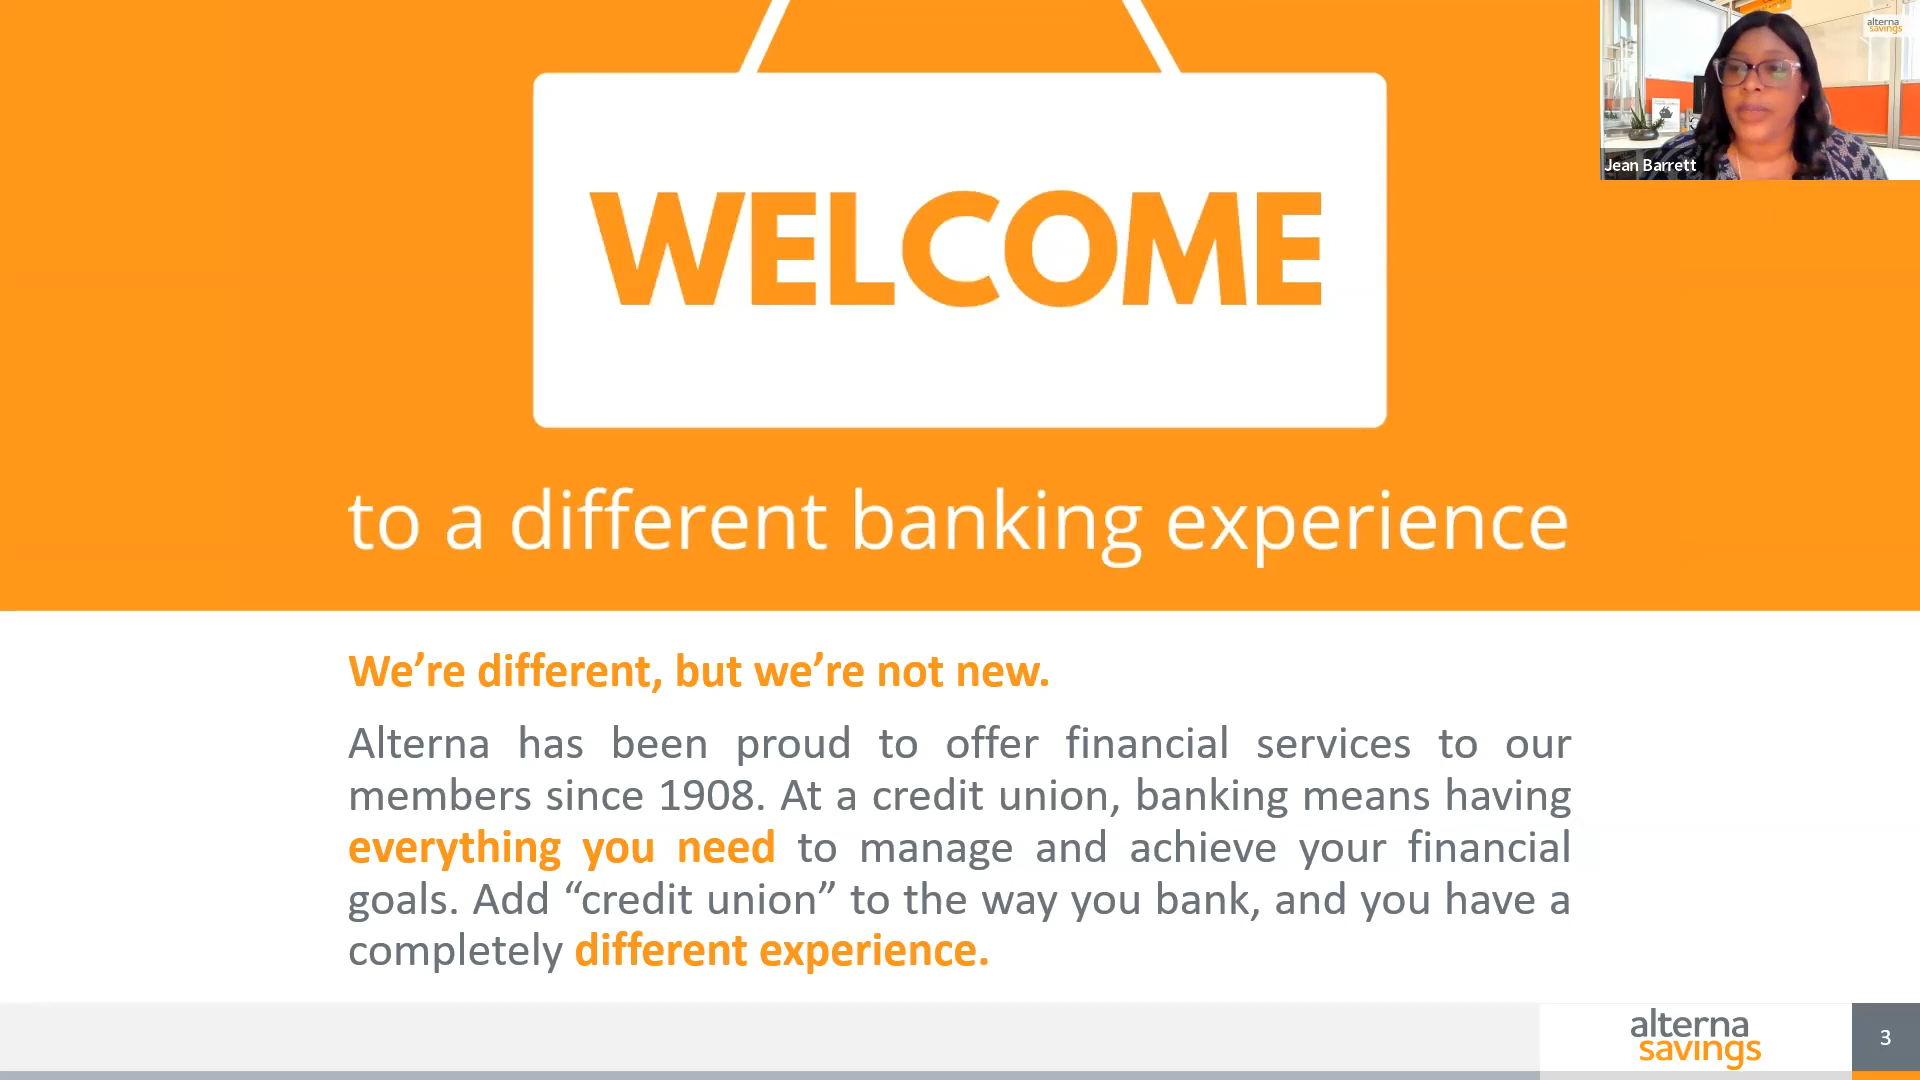 WELCOME
to a different banking experience
alterna
savings
Jean Barrett
We’re different, but we’re not new.
Alterna has been proud to offer financial services to our
members since 1908. At a credit union, banking means having
everything you need to manage and achieve your financial
goals. Add “credit union” to the way you bank, and you have a
completely different experience.
alterna
savings
3